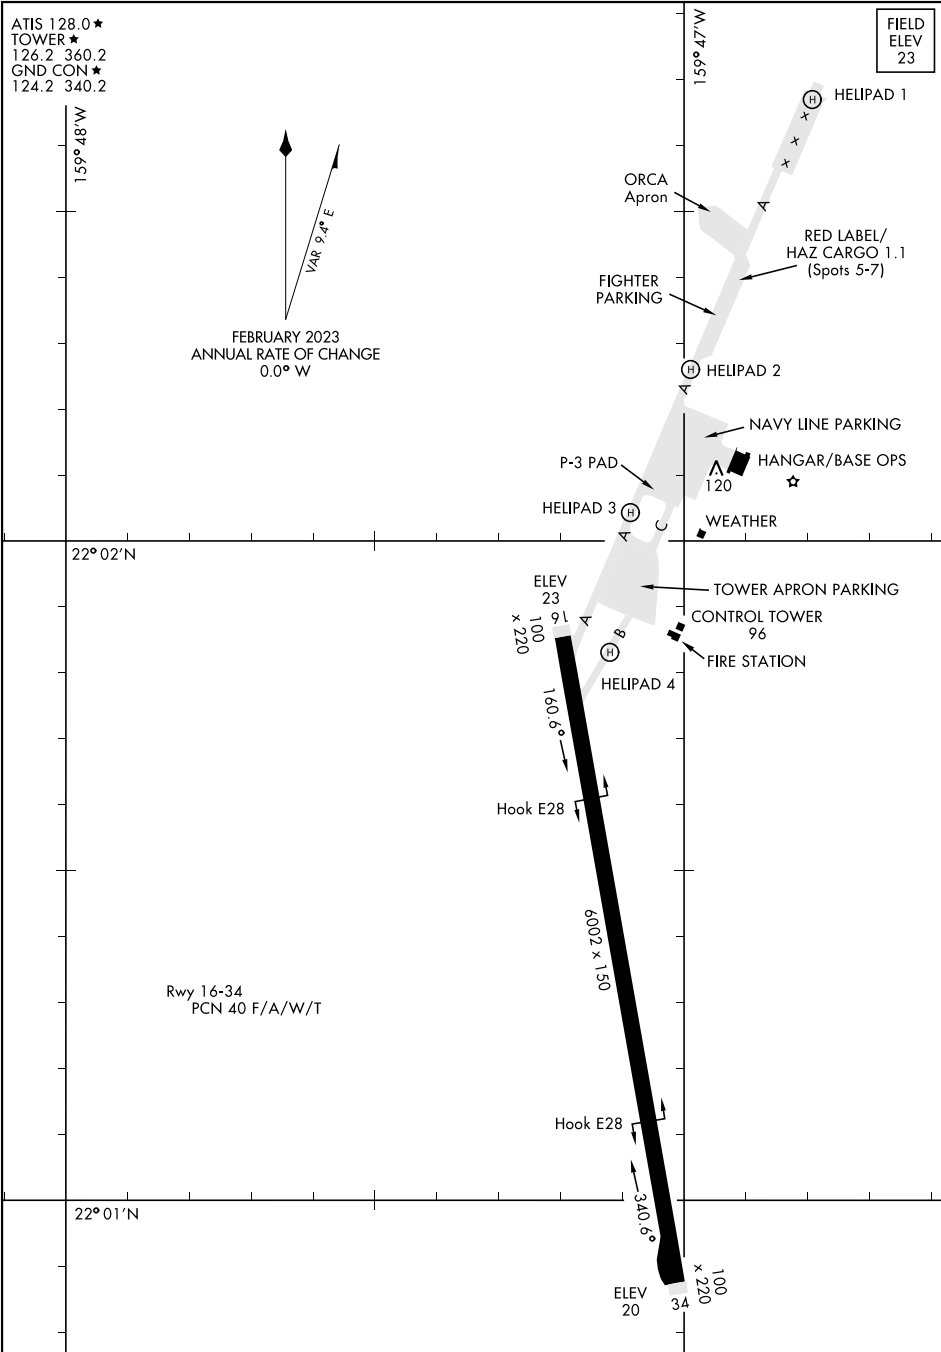 ATIS 128.0 ★
TOWER ★
126.2 360.2
GND CON ★
124.2 340.2
159° 48'W
159° 47'W
FIELD
ELEV
23
H
HELIPAD 1
x
x
x
ORCA
Apron
A
VAR 9.4° E
RED LABEL/
HAZ CARGO 1.1
(Spots 5-7)
FIGHTER
PARKING
FEBRUARY 2023
ANNUAL RATE OF CHANGE
0.0° W
H
HELIPAD 2
A
NAVY LINE PARKING
P-3 PAD
HANGAR/BASE OPS
120
HELIPAD 3
H
C
WEATHER
A
22° 02'N
ELEV
23
TOWER APRON PARKING
16
100
x 220
A
B
CONTROL TOWER
96
H
FIRE STATION
HELIPAD 4
160.6°
Hook E28
6002 x 150
Rwy 16-34
PCN 40 F/A/W/T
Hook E28
340.6°
22° 01'N
ELEV
20
34
100
x 220